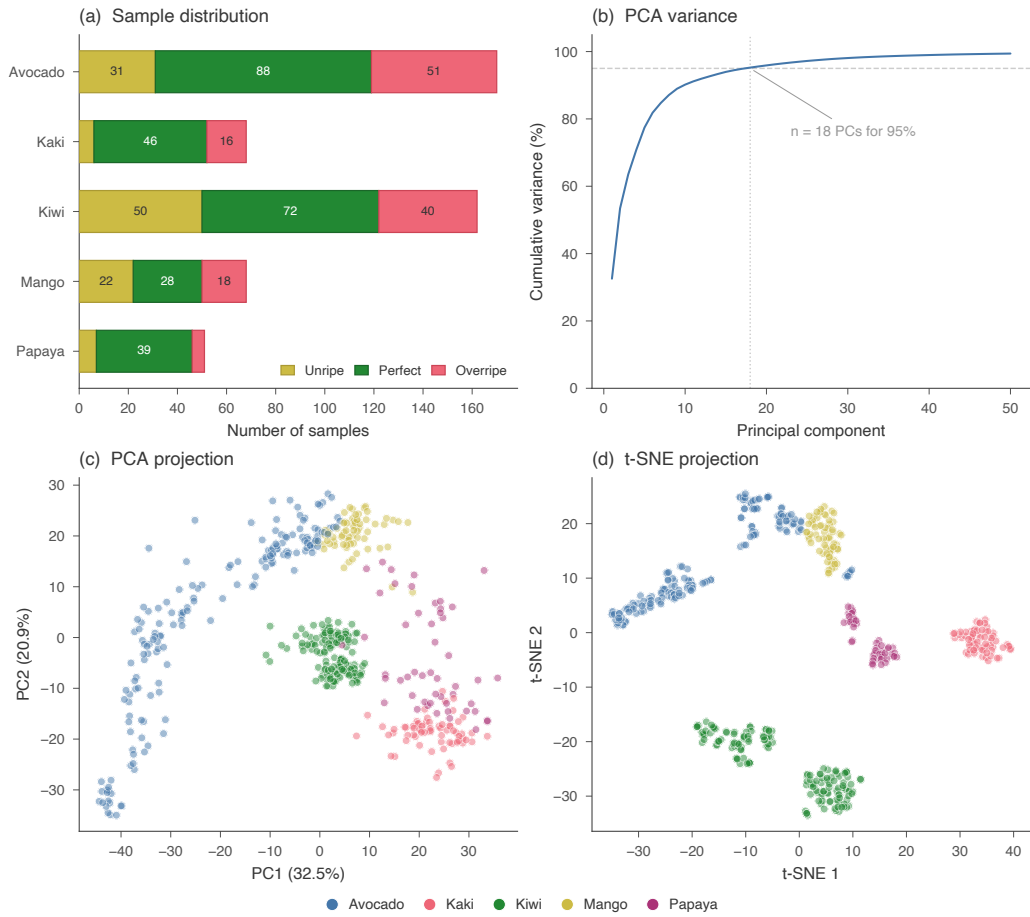 (a) Sample distribution
Avocado
31
88
51
Kaki
46
16
Kiwi
50
72
40
Mango
22
28
18
Papaya
39
Unripe
Perfect
Overripe
0
20
40
60
80
100
120
140
160
Number of samples
(b) PCA variance
Cumulative variance (%)
100
80
60
40
20
0
n = 18 PCs for 95%
0
10
20
30
40
50
Principal component
(c) PCA projection
PC2 (20.9%)
30
20
10
0
−10
−20
−30
−40
−30
−20
−10
0
10
20
30
PC1 (32.5%)
(d) t-SNE projection
t-SNE 2
20
10
0
−10
−20
−30
−30
−20
−10
0
10
20
30
40
t-SNE 1
Avocado
Kaki
Kiwi
Mango
Papaya